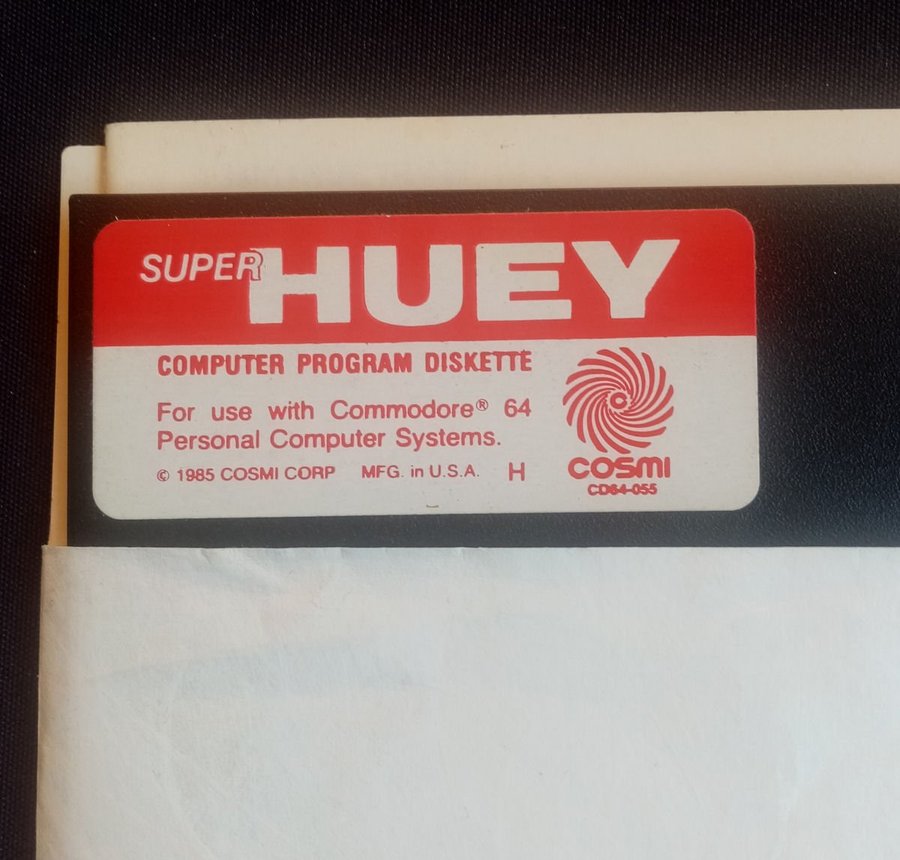 SUPER HUEY
COMPUTER PROGRAM DISKETTE
For use with Commodore® 64
Personal Computer Systems.
© 1985 COSMI CORP MFG. in U.S.A. H
C
COSMI
CD64-055